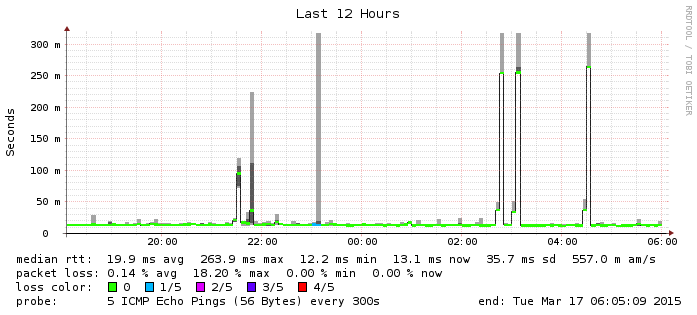 Last 12 Hours
RRDTOOL / TOBI OETIKER
Seconds
300 m
250 m
200 m
150 m
100 m
50 m
0
20:00 22:00 00:00 02:00 04:00 06:00
median rtt: 19.9 ms avg 263.9 ms max 12.2 ms min 13.1 ms now 35.7 ms sd 557.0 m am/s
packet loss: 0.14 % avg 18.20 % max 0.00 % min 0.00 % now
loss color: 0 1/5 2/5 3/5 4/5
probe: 5 ICMP Echo Pings (56 Bytes) every 300s end: Tue Mar 17 06:05:09 2015